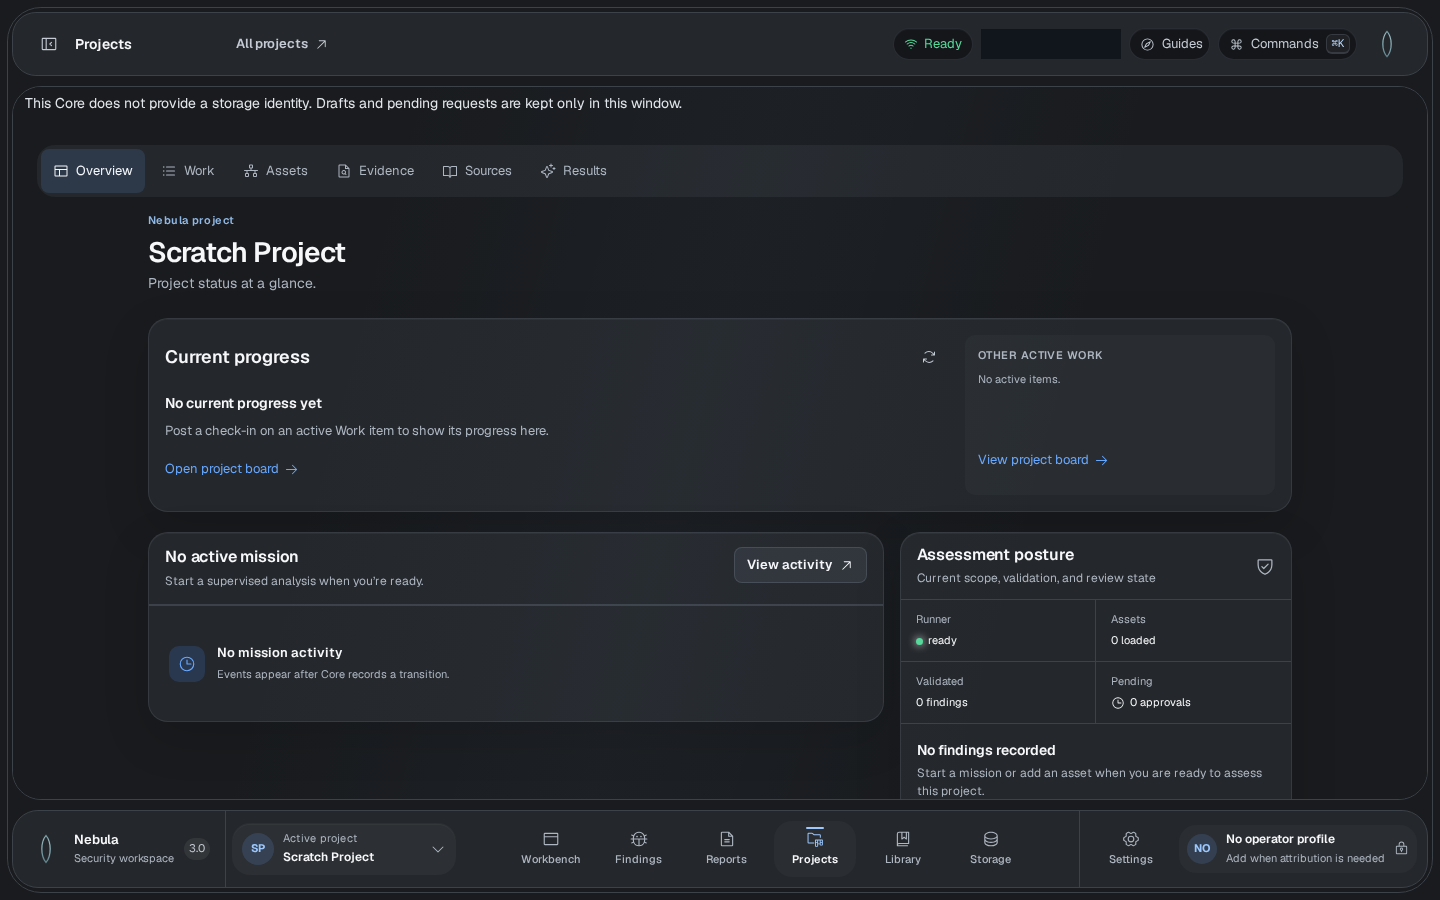 Projects
All projects
Ready
Guides
Commands
⌘K
This Core does not provide a storage identity. Drafts and pending requests are kept only in this window.
Overview
Work
Assets
Evidence
Sources
Results
Nebula project
Scratch Project
Project status at a glance.
Current progress
No current progress yet
Post a check-in on an active Work item to show its progress here.
Open project board
OTHER ACTIVE WORK
No active items.
View project board
No active mission
Start a supervised analysis when you're ready.
View activity
No mission activity
Events appear after Core records a transition.
Assessment posture
Current scope, validation, and review state
Runner
ready
Assets
0 loaded
Validated
0 findings
Pending
0 approvals
No findings recorded
Start a mission or add an asset when you are ready to assess
this project.
Nebula
Security workspace
3.0
SP
Active project
Scratch Project
Workbench
Findings
Reports
Projects
Library
Storage
Settings
NO
No operator profile
Add when attribution is needed